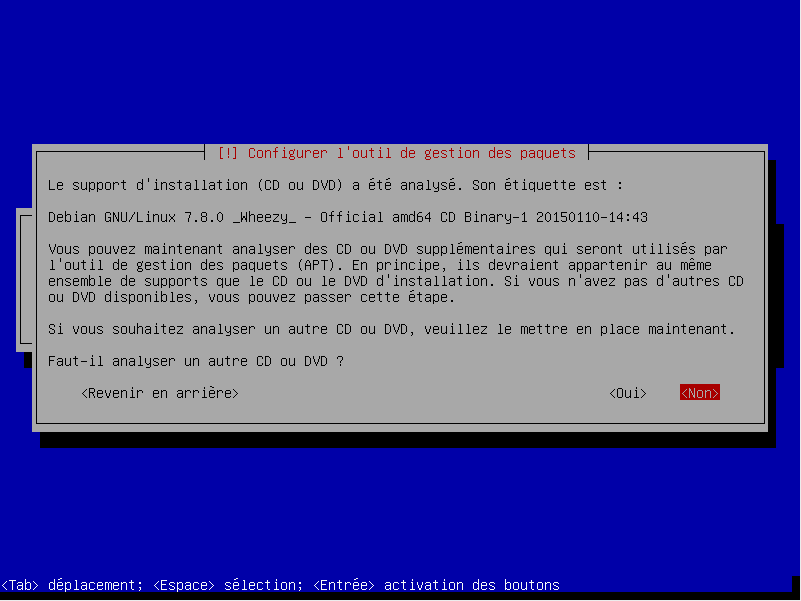 [!] Configurer l'outil de gestion des paquets
Le support d'installation (CD ou DVD) a été analysé. Son étiquette est :
Debian GNU/Linux 7.8.0 _Wheezy_ - Official amd64 CD Binary-1 20150110-14:43
Vous pouvez maintenant analyser des CD ou DVD supplémentaires qui seront utilisés par
l'outil de gestion des paquets (APT). En principe, ils devraient appartenir au même
ensemble de supports que le CD ou le DVD d'installation. Si vous n'avez pas d'autres CD
ou DVD disponibles, vous pouvez passer cette étape.
Si vous souhaitez analyser un autre CD ou DVD, veuillez le mettre en place maintenant.
Faut-il analyser un autre CD ou DVD ?
<Revenir en arrière> <Oui> <Non>
<Tab> déplacement; <Espace> sélection; <Entrée> activation des boutons